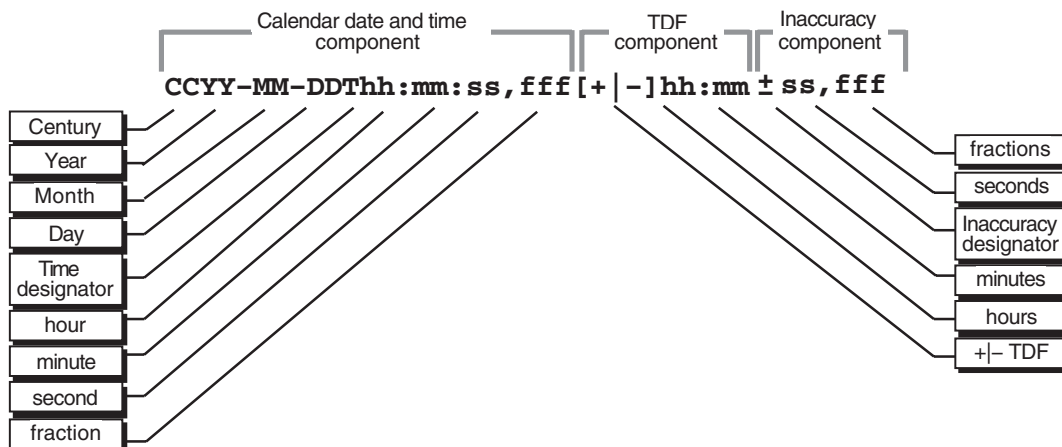 Calendar date and time
component
TDF
component
Inaccuracy
component
CCYY–MM–DDThh:mm:ss,fff[+|–]hh:mm±ss,fff
Century
Year
Month
Day
Time
designator
hour
minute
second
fraction
fractions
seconds
Inaccuracy
designator
minutes
hours
+|– TDF